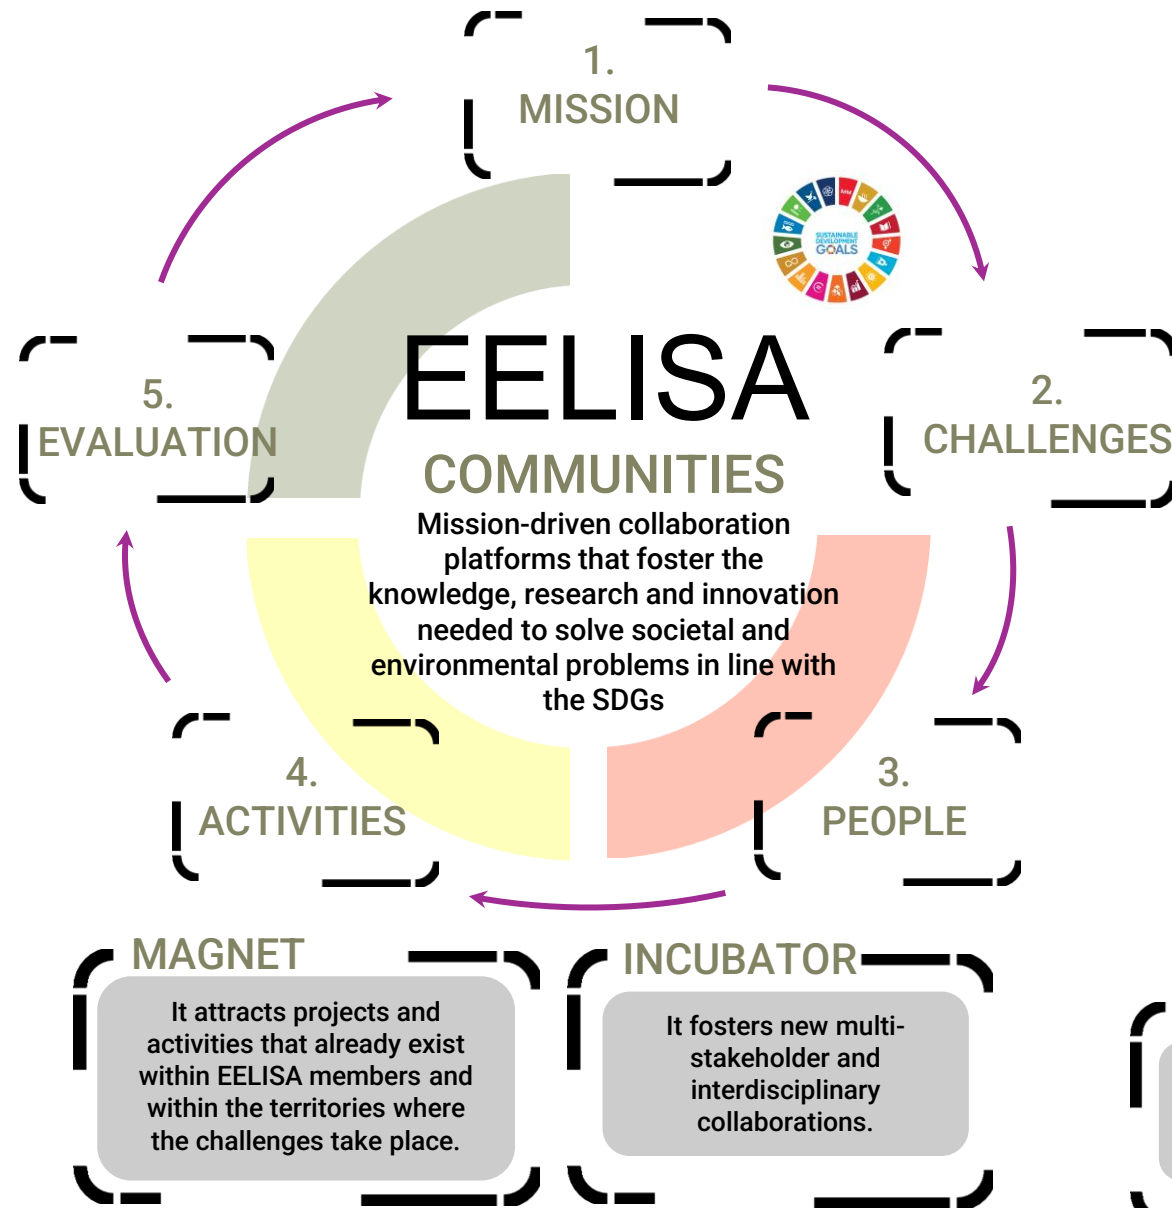 1.
MISSION
SUSTAINABLE
DEVELOPMENT
GOALS
EELISA
COMMUNITIES
Mission-driven collaboration
platforms that foster the
knowledge, research and innovation
needed to solve societal and
environmental problems in line with
the SDGs
5.
EVALUATION
2.
CHALLENGES
4.
ACTIVITIES
3.
PEOPLE
MAGNET
It attracts projects and
activities that already exist
within EELISA members and
within the territories where
the challenges take place.
INCUBATOR
It fosters new multi-
stakeholder and
interdisciplinary
collaborations.